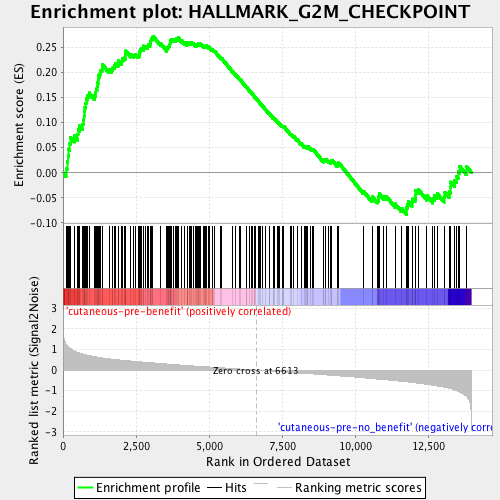 Enrichment plot: HALLMARK_G2M_CHECKPOINT
Enrichment score (ES)
0.25
0.20
0.15
0.10
0.05
0.00
-0.05
-0.10
'cutaneous-pre-benefit' (positively correlated)
Ranked list metric (Signal2Noise)
3
2
1
0
-1
-2
-3
Zero cross at 6613
'cutaneous-pre-no_benefit' (negatively corre
0 2,500 5,000 7,500 10,000 12,500
Rank in Ordered Dataset
Enrichment profile Hits Ranking metric scores